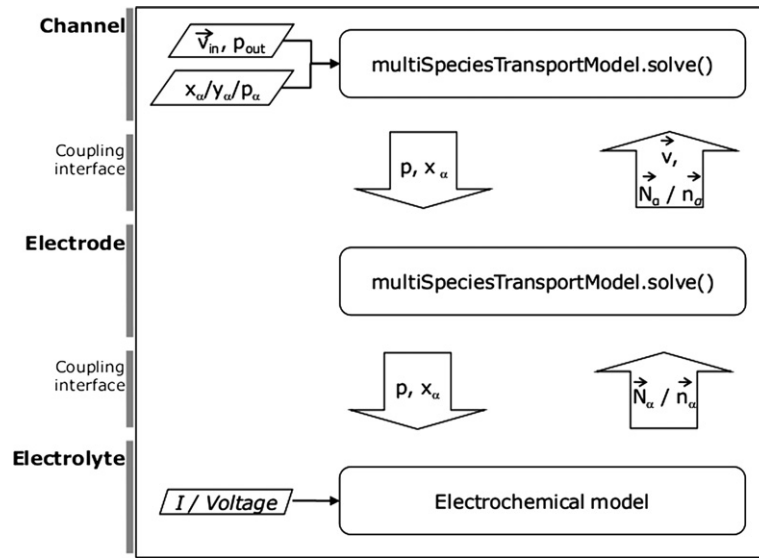 Channel
v⃗in, pout
xα/yα/pα
multiSpeciesTransportModel.solve()
Coupling
interface
p, xα
v⃗,
N⃗α / n⃗σ
Electrode
multiSpeciesTransportModel.solve()
Coupling
interface
p, xα
N⃗α / n⃗α
Electrolyte
I / Voltage
Electrochemical model